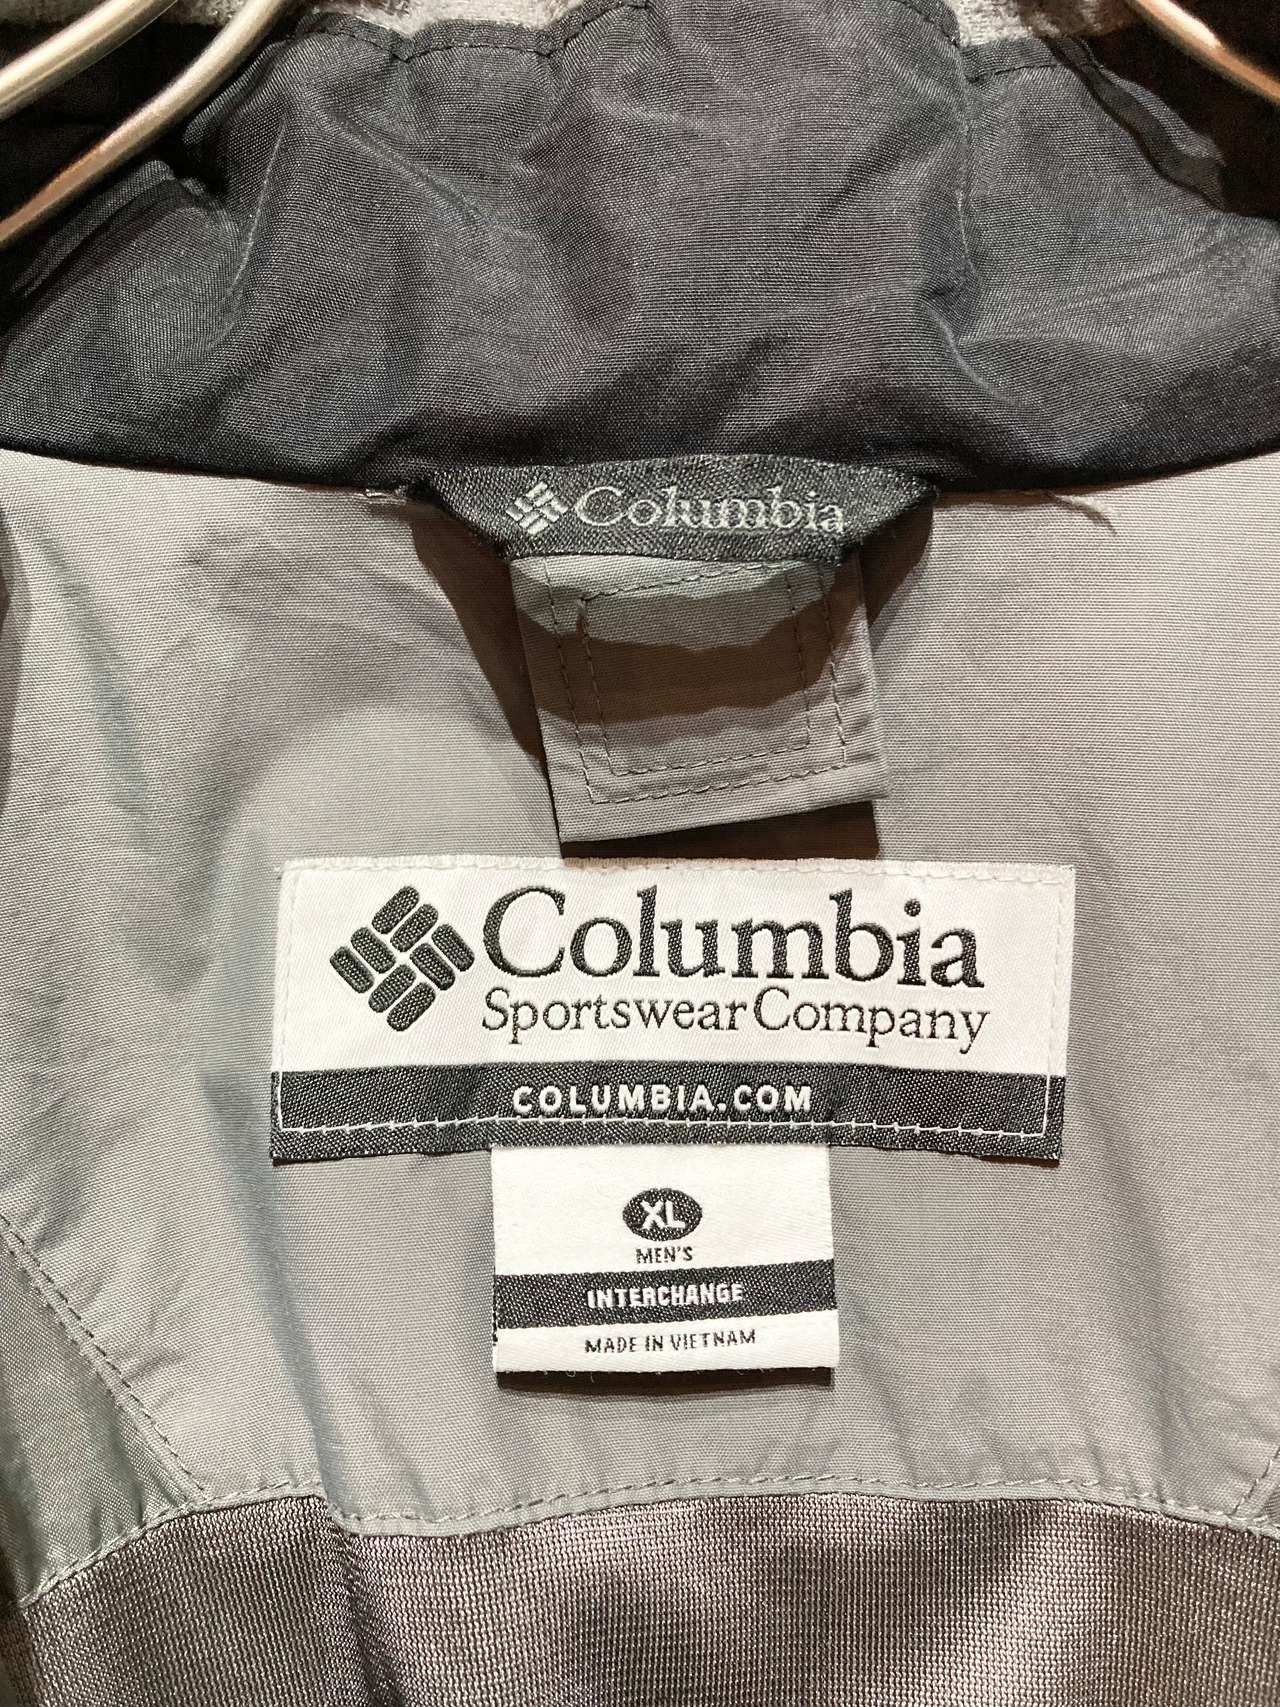 Columbia
Columbia
Sportswear Company
COLUMBIA.COM
XL
MEN'S
INTERCHANGE
MADE IN VIETNAM